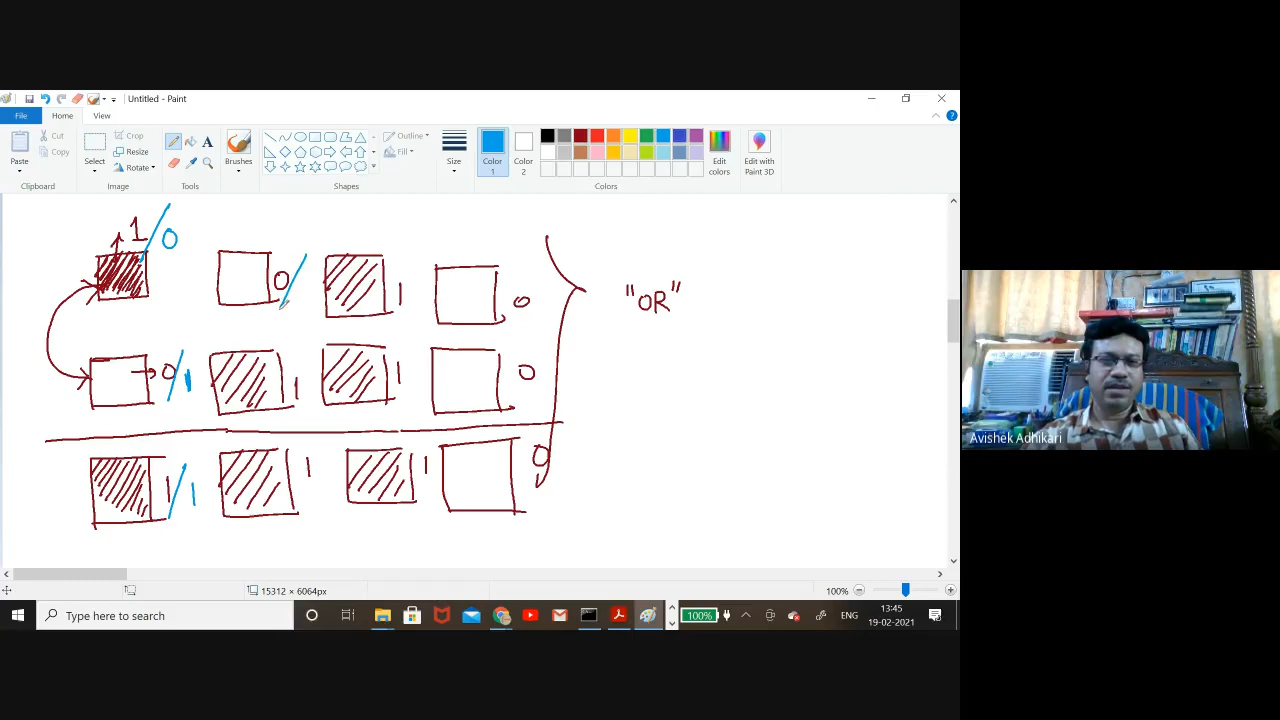 Untitled - Paint
File Home View
Paste
Cut
Copy
Clipboard
Select
Crop
Resize
Rotate
Image
A
Tools
Brushes
Shapes
Outline
Fill
Size
Color 1
Color 2
Edit colors
Edit with Paint 3D
Colors
1/0
0/ 1 0
"OR"
0/1 1 1 0
1/1 1 1 0
Avishek Adhikari
15312 × 6064px
100%
Type here to search
100%
ENG
13:45
19-02-2021